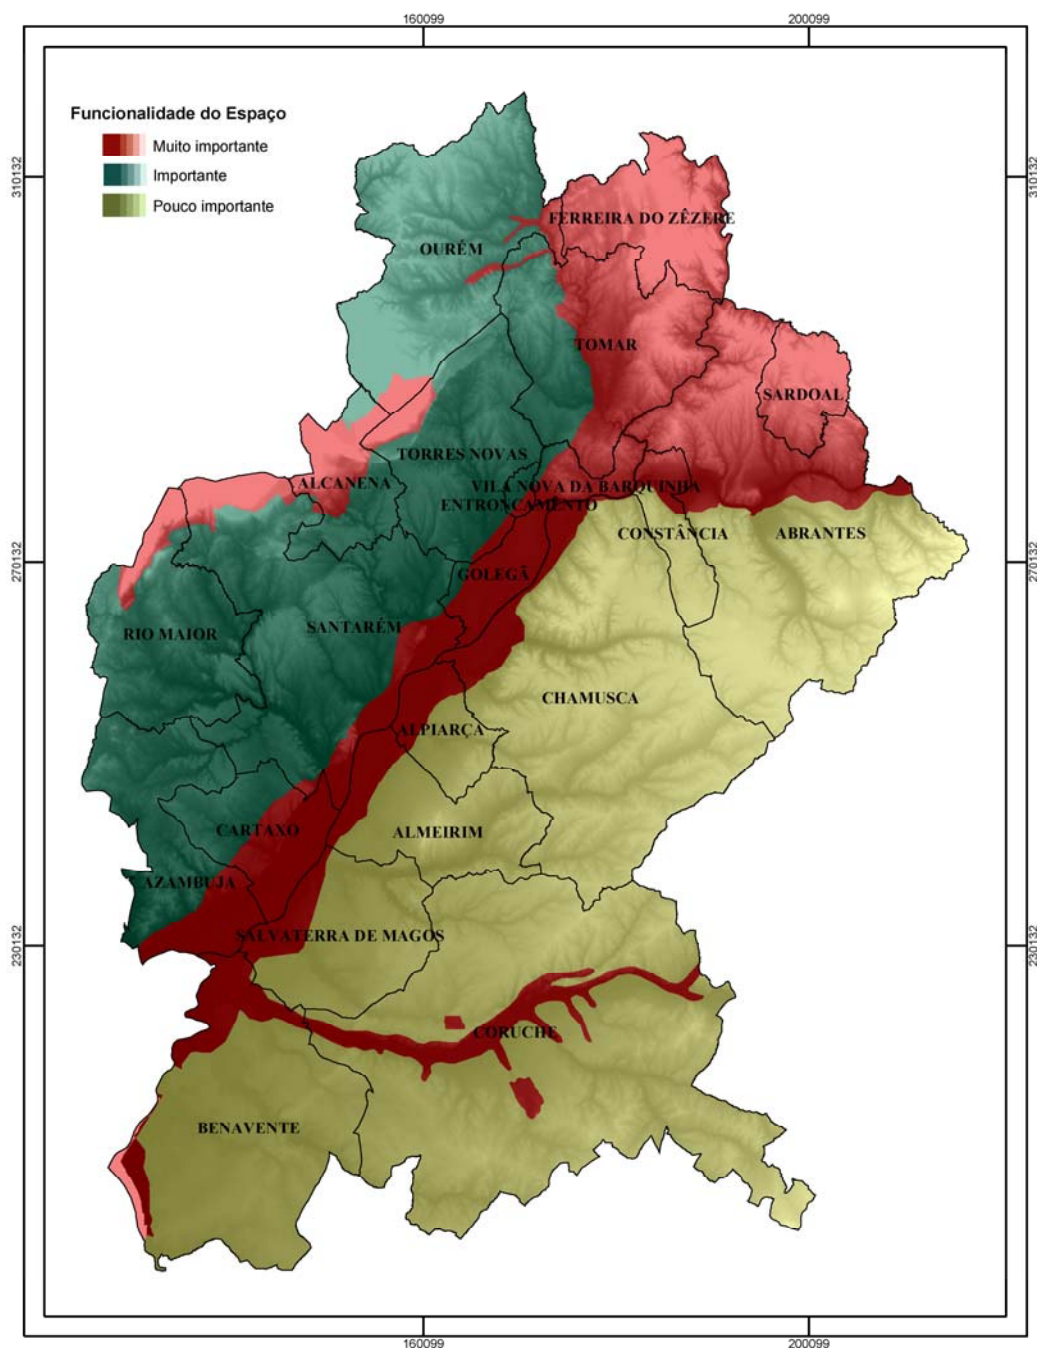 160099
200099
Funcionalidade do Espaço
Muito importante
Importante
Pouco importante
310132
310132
FERREIRA DO ZÊZERE
OURÉM
TOMAR
SARDOAL
TORRES NOVAS
ALCANENA
VILA NOVA DA BARQUINHA
ENTRONCAMENTO
CONSTÂNCIA
ABRANTES
270132
270132
GOLEGÃ
SANTARÉM
RIO MAIOR
CHAMUSCA
ALPIARÇA
CARTAXO
ALMEIRIM
AZAMBUJA
SALVATERRA DE MAGOS
230132
230132
CORUCHE
BENAVENTE
160099
200099